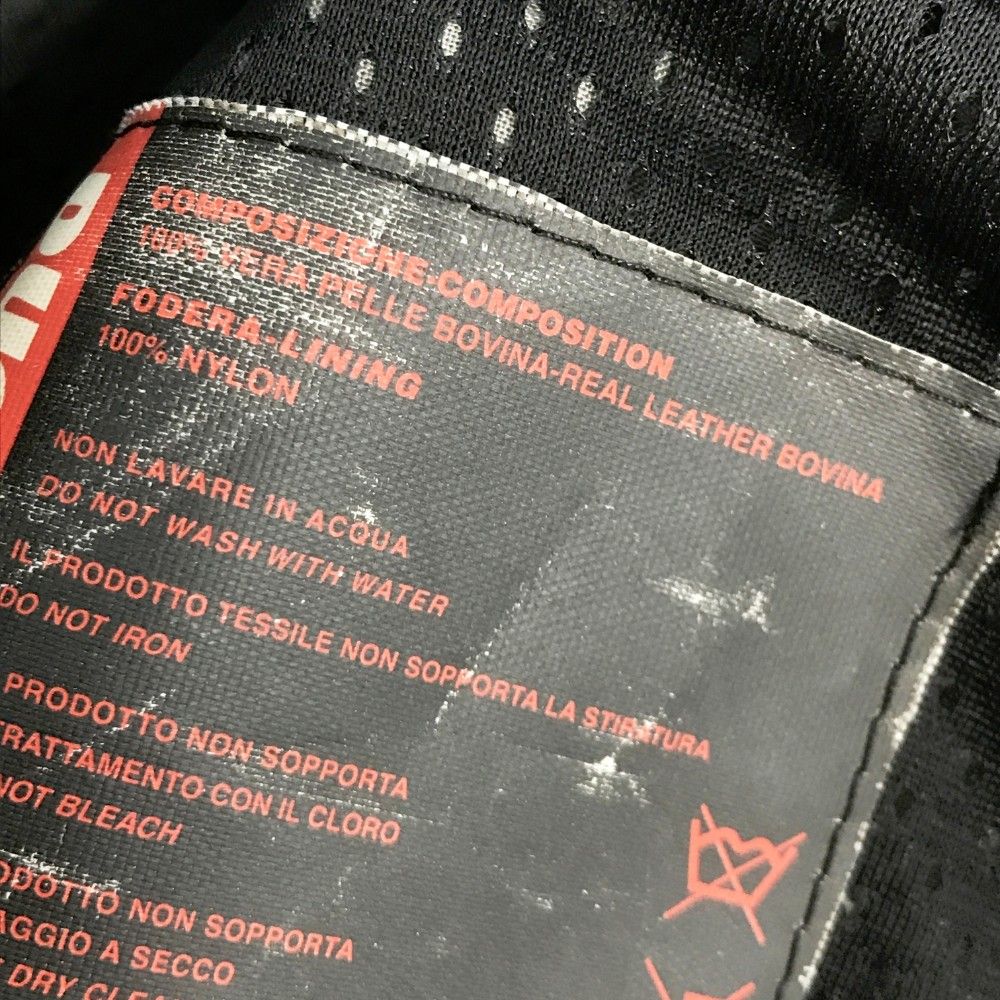 COMPOSIZIONE-COMPOSITION
100% VERA PELLE BOVINA-REAL LEATHER BOVINA
FODERA-LINING
100% NYLON
NON LAVARE IN ACQUA
DO NOT WASH WITH WATER
IL PRODOTTO TESSILE NON SOPPORTA LA STIRATURA
DO NOT IRON
PRODOTTO NON SOPPORTA
TRATTAMENTO CON IL CLORO
NOT BLEACH
ODOTTO NON SOPPORTA
AGGIO A SECCO
DRY CLEA